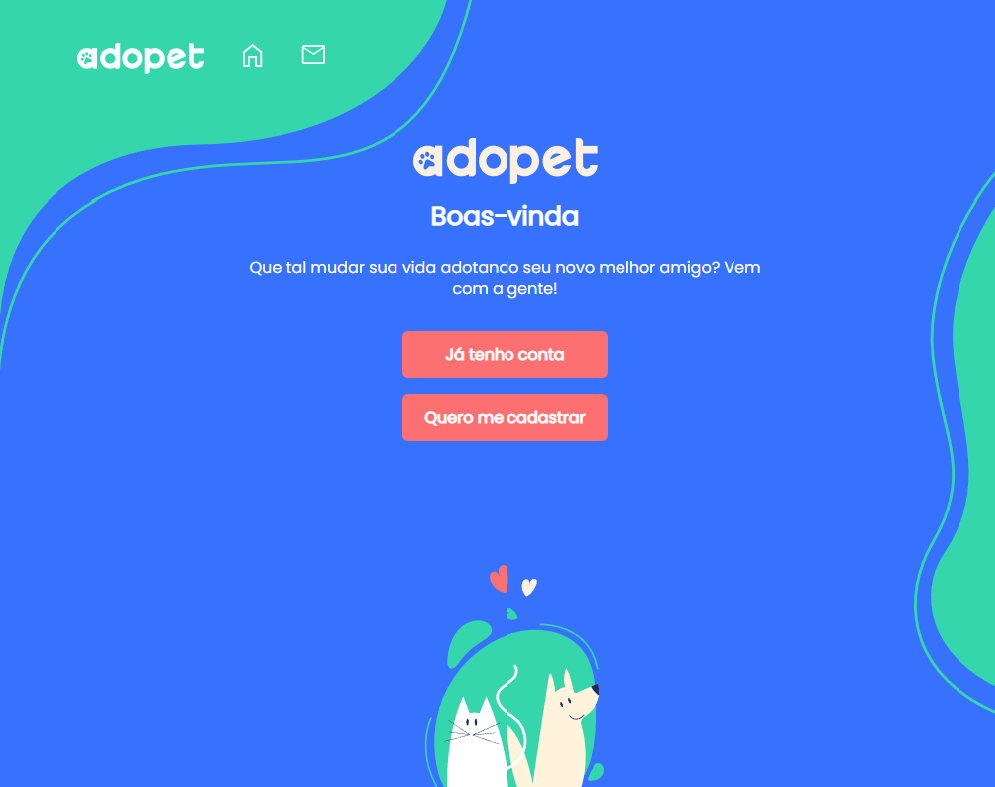 adopet
adopet
Boas-vinda
Que tal mudar sua vida adotando seu novo melhor amigo? Vem
com a gente!
Já tenho conta
Quero me cadastrar